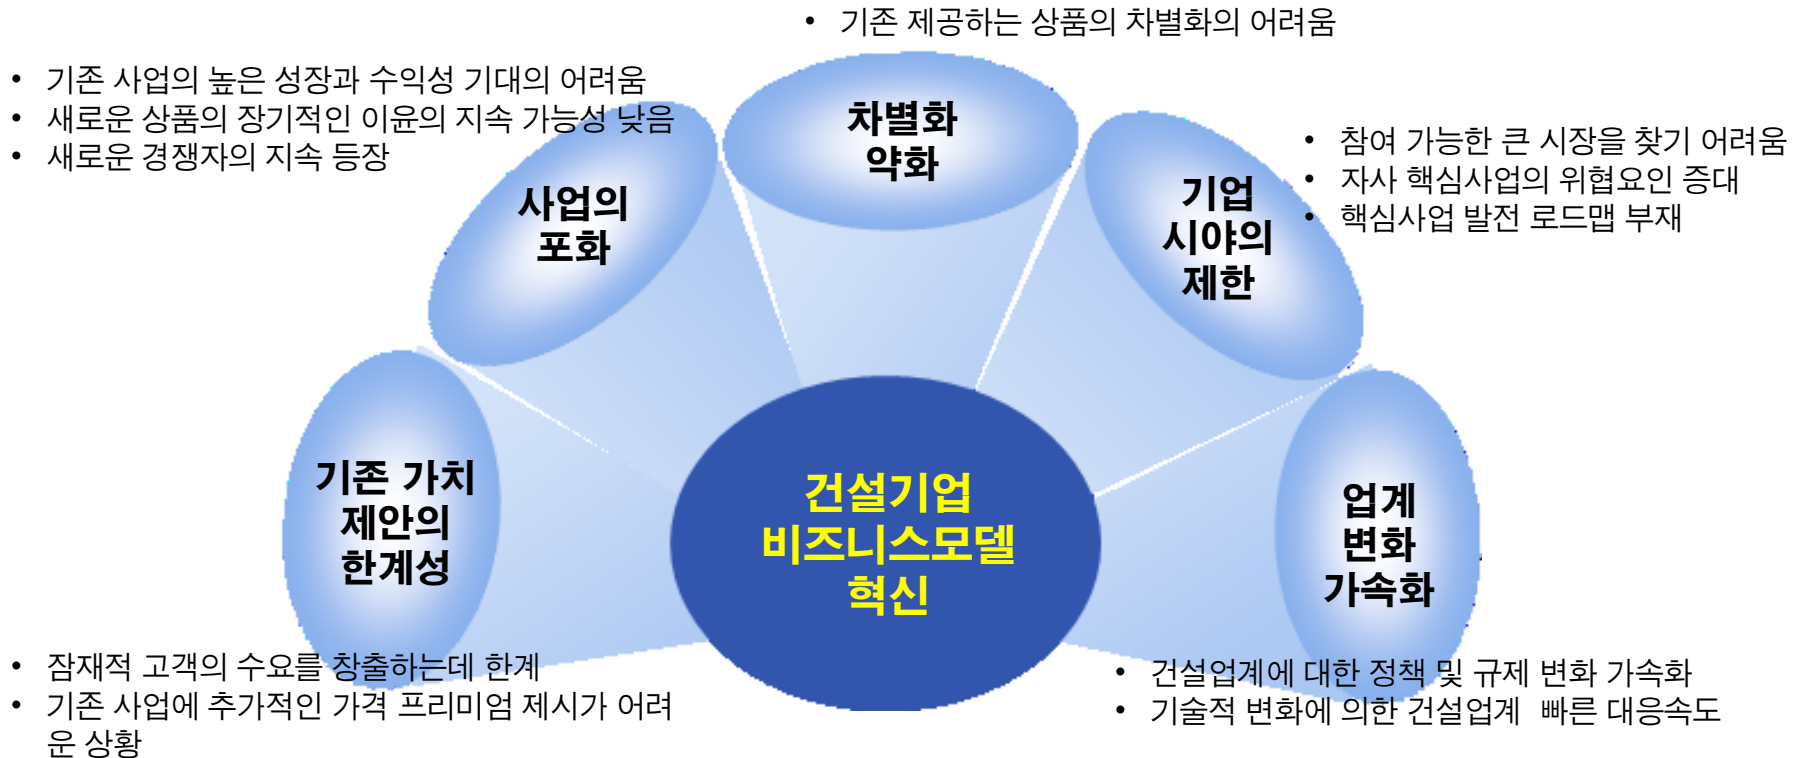 • 기존 제공하는 상품의 차별화의 어려움
• 기존 사업의 높은 성장과 수익성 기대의 어려움
• 새로운 상품의 장기적인 이윤의 지속 가능성 낮음
• 새로운 경쟁자의 지속 등장
차별화
약화
• 참여 가능한 큰 시장을 찾기 어려움
• 자사 핵심사업의 위협요인 증대
• 핵심사업 발전 로드맵 부재
사업의
포화
기업
시야의
제한
기존 가치
제안의
한계성
건설기업
비즈니스모델
혁신
업계
변화
가속화
• 잠재적 고객의 수요를 창출하는데 한계
• 기존 사업에 추가적인 가격 프리미엄 제시가 어려
운 상황
• 건설업계에 대한 정책 및 규제 변화 가속화
• 기술적 변화에 의한 건설업계 빠른 대응속도